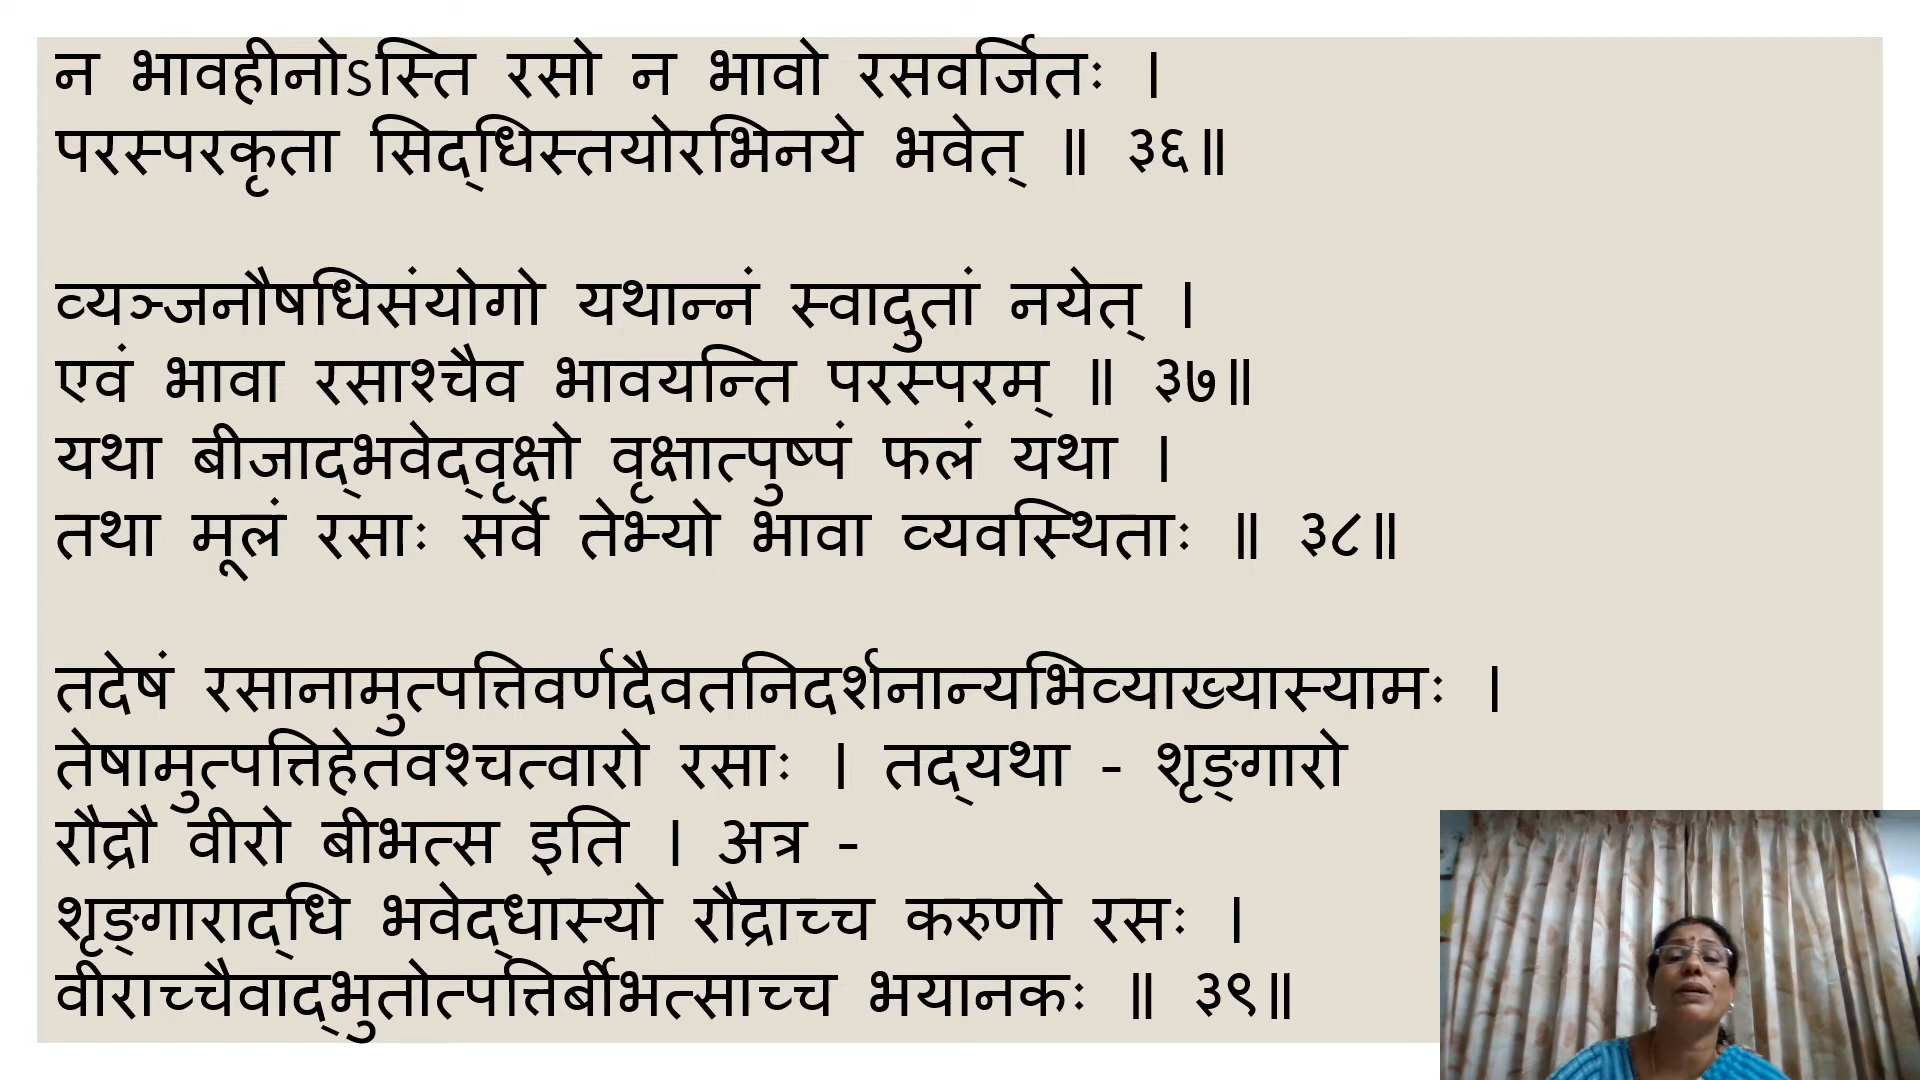 न भावहीनोऽस्ति रसो न भावो रसवर्जितः ।
परस्परकृता सिद्धिस्तयोरभिनये भवेत् ॥ ३६॥
व्यञ्जनौषधिसंयोगो यथान्नं स्वादुतां नयेत् ।
एवं भावा रसाश्चैव भावयन्ति परस्परम् ॥ ३७॥
यथा बीजाद्भवेद्वृक्षो वृक्षात्पुष्पं फलं यथा ।
तथा मूलं रसाः सर्वे तेभ्यो भावा व्यवस्थिताः ॥ ३८॥
तदेषं रसानामुत्पत्तिवर्णदैवतनिदर्शनान्यभिव्याख्यास्यामः ।
तेषामुत्पत्तिहेतवश्चत्वारो रसाः । तद्यथा - शृङ्गारो
रौद्रौ वीरो बीभत्स इति । अत्र -
शृङ्गाराद्धि भवेद्धास्यो रौद्राच्च करुणो रसः ।
वीराच्चैवाद्भुतोत्पत्तिर्बीभत्साच्च भयानकः ॥ ३९॥